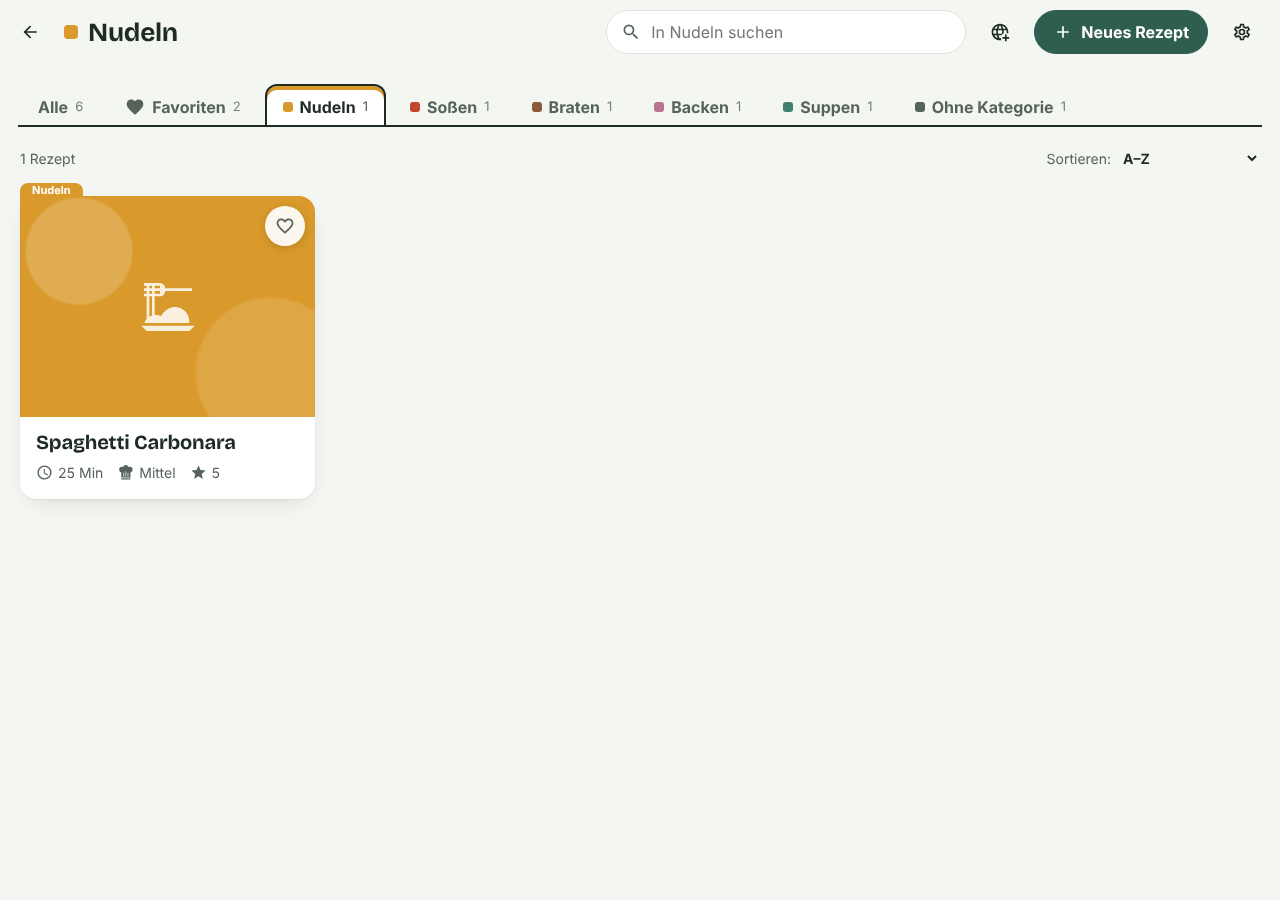 Nudeln
In Nudeln suchen
Neues Rezept
Alle 6 Favoriten 2 Nudeln 1 Soßen 1 Braten 1 Backen 1 Suppen 1 Ohne Kategorie 1
1 Rezept
Sortieren: A–Z
Nudeln
Spaghetti Carbonara
25 Min Mittel 5